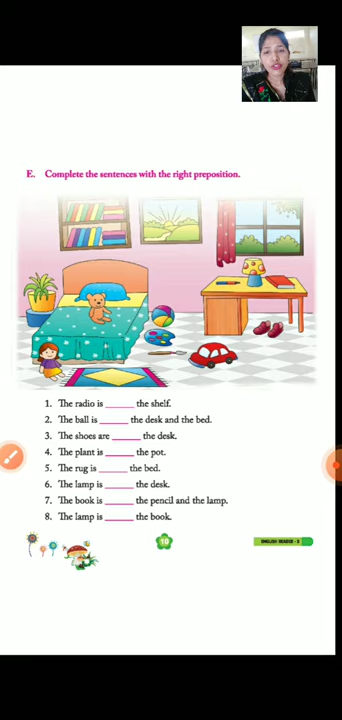 E. Complete the sentences with the right preposition.
1. The radio is ______ the shelf.
2. The ball is ______ the desk and the bed.
3. The shoes are ______ the desk.
4. The plant is ______ the pot.
5. The rug is ______ the bed.
6. The lamp is ______ the desk.
7. The book is ______ the pencil and the lamp.
8. The lamp is ______ the book.
10
ENGLISH READER - 3